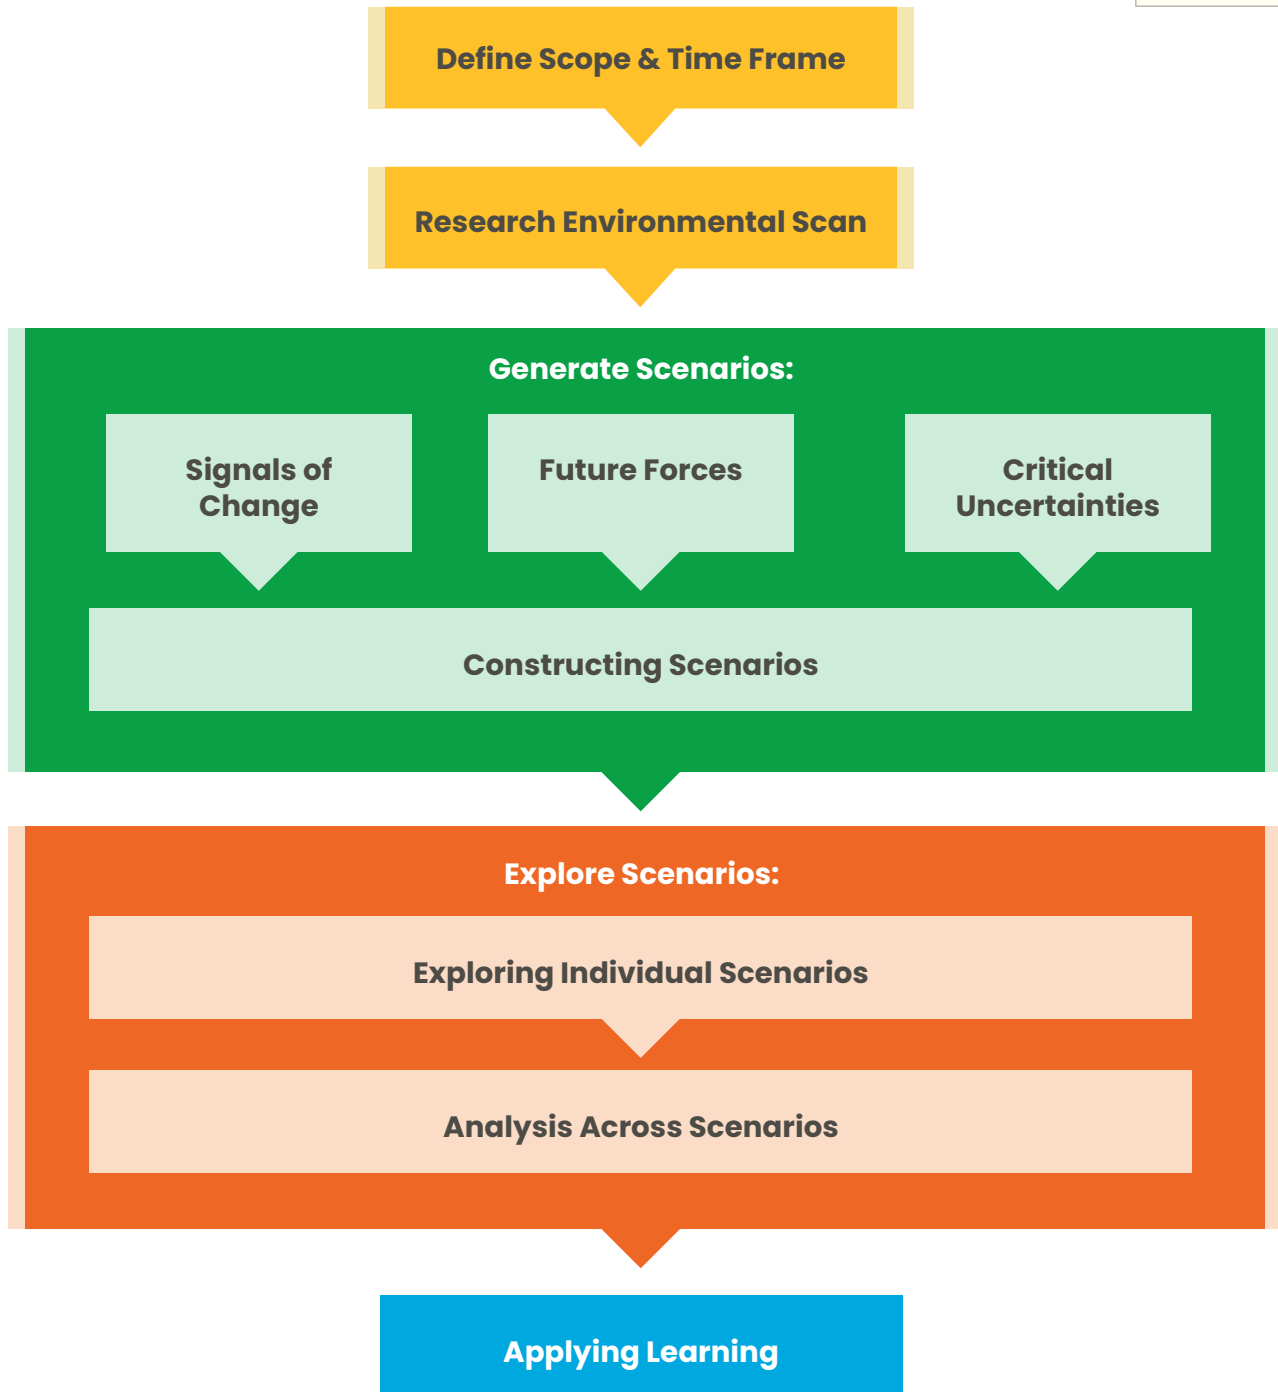 Define Scope & Time Frame
Research Environmental Scan
Generate Scenarios:
Signals of
Change
Future Forces
Critical
Uncertainties
Constructing Scenarios
Explore Scenarios:
Exploring Individual Scenarios
Analysis Across Scenarios
Applying Learning